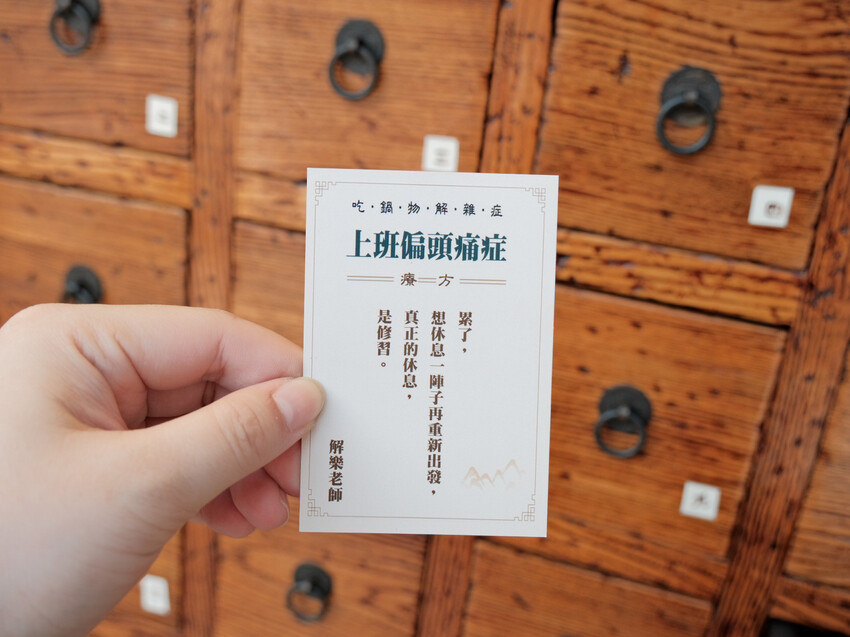 吃·鍋·物·解·雜·症
上班偏頭痛症
療方
累了，
想休息一陣子再重新出發，
真正的休息，
是修習。
解樂老師